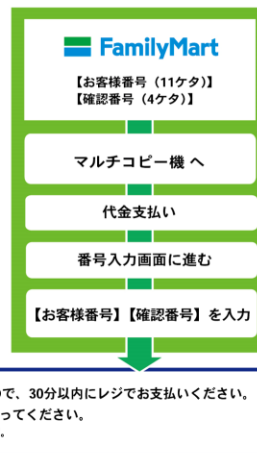 FamilyMart
【お客様番号（11ケタ）】
【確認番号（4ケタ）】
マルチコピー機 へ
代金支払い
番号入力画面に進む
【お客様番号】【確認番号】を入力
で、30分以内にレジでお支払いください。
ってください。
。